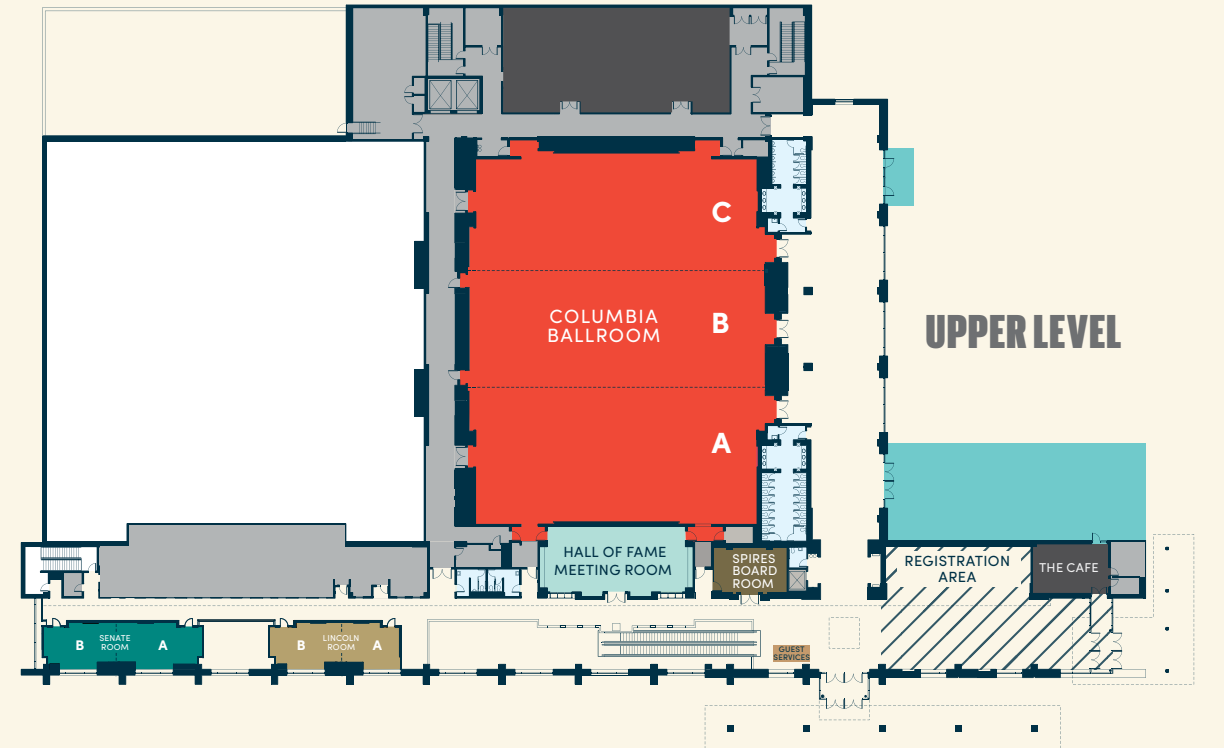 C
COLUMBIA
BALLROOM
B
UPPER LEVEL
A
HALL OF FAME
MEETING ROOM
SPIRES
BOARD
ROOM
REGISTRATION
AREA
THE CAFE
B
SENATE
ROOM
A
B
LINCOLN
ROOM
A
GUEST
SERVICES